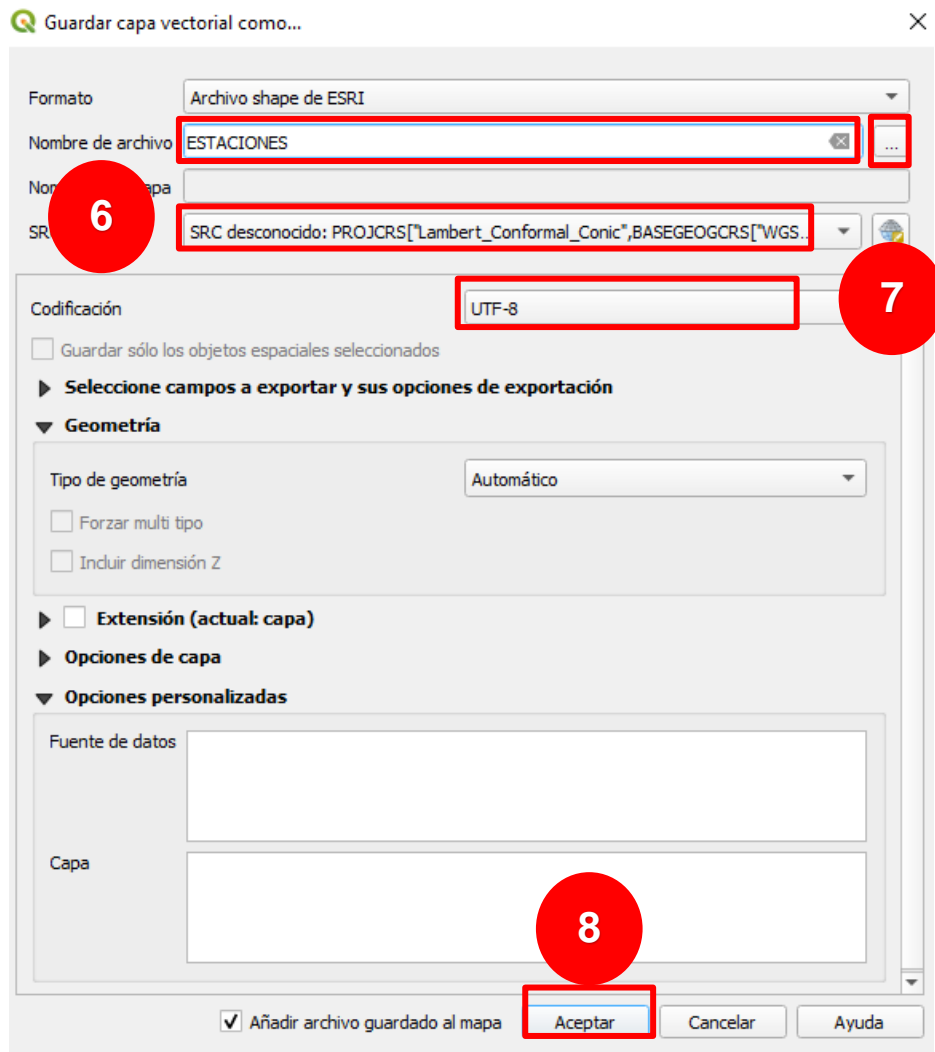 Guardar capa vectorial como...
Formato Archivo shape de ESRI
Nombre de archivo ESTACIONES ...
apa
6
SRC desconocido: PROJCRS["Lambert_Conformal_Conic",BASEGEOGCRS["WGS...
7
Codificación UTF-8
Guardar sólo los objetos espaciales seleccionados
Seleccione campos a exportar y sus opciones de exportación
Geometría
Tipo de geometría Automático
Forzar multi tipo
Incluir dimensión Z
Extensión (actual: capa)
Opciones de capa
Opciones personalizadas
Fuente de datos
Capa
8
Añadir archivo guardado al mapa Aceptar Cancelar Ayuda